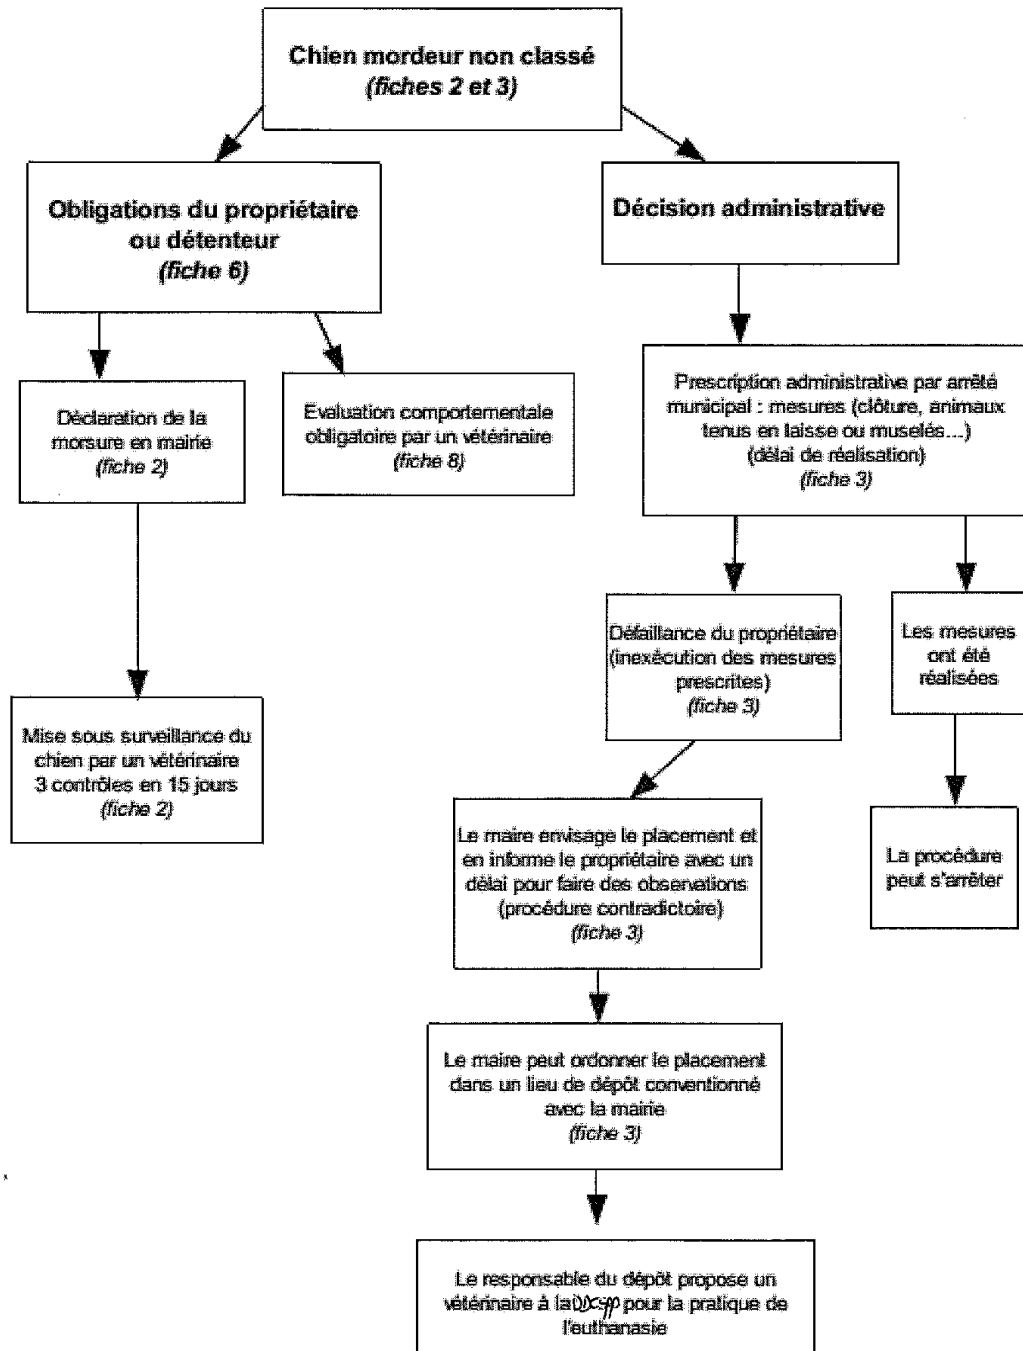 Chien mordeur non classé
(fiches 2 et 3)
Obligations du propriétaire
ou détenteur
(fiche 6)
Décision administrative
Déclaration de la
morsure en mairie
(fiche 2)
Evaluation comportementale
obligatoire par un vétérinaire
(fiche 8)
Prescription administrative par arrêté
municipal : mesures (clôture, animaux
tenus en laisse ou muselés...)
(délai de réalisation)
(fiche 3)
Mise sous surveillance du
chien par un vétérinaire
3 contrôles en 15 jours
(fiche 2)
Défaillance du propriétaire
(inexécution des mesures
prescrites)
(fiche 3)
Les mesures
ont été
réalisées
Le maire envisage le placement et
en informe le propriétaire avec un
délai pour faire des observations
(procédure contradictoire)
(fiche 3)
La procédure
peut s'arrêter
Le maire peut ordonner le placement
dans un lieu de dépôt conventionné
avec la mairie
(fiche 3)
Le responsable du dépôt propose un
vétérinaire à la DDCSPP pour la pratique de
l'euthanasie